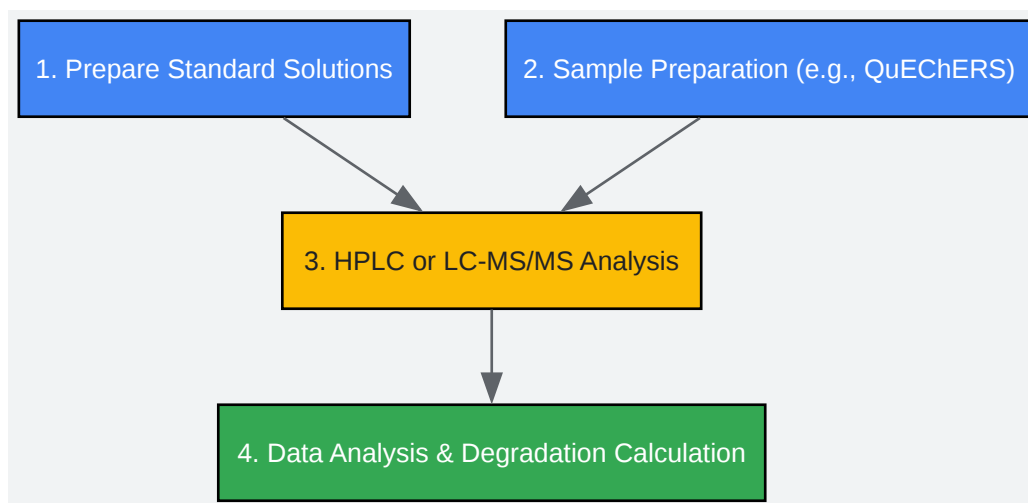 1. Prepare Standard Solutions
2. Sample Preparation (e.g., QuEChERS)
3. HPLC or LC-MS/MS Analysis
4. Data Analysis & Degradation Calculation